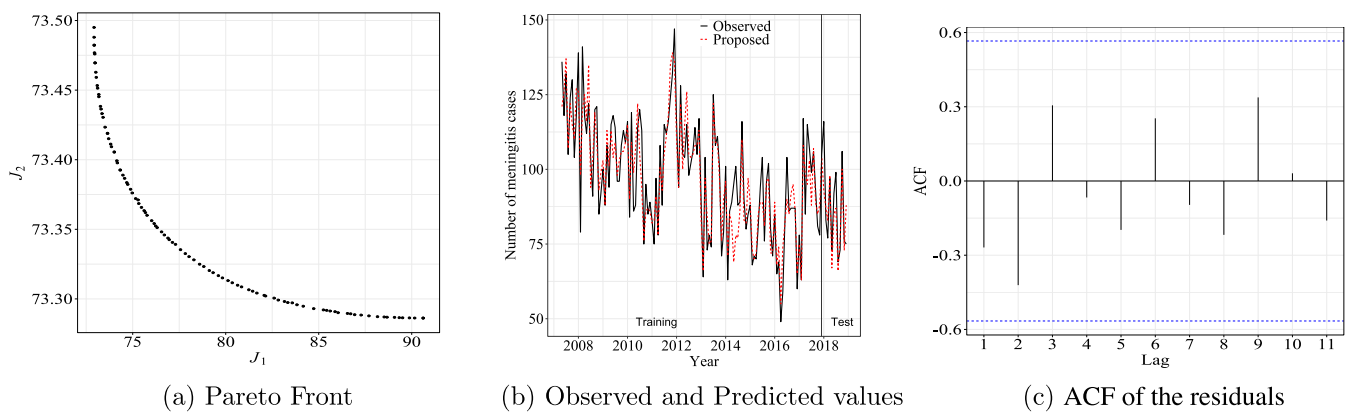 73.50
73.45
73.40
73.35
73.30
J2
75 80 85 90
J1
(a) Pareto Front
150
125
100
75
50
Number of meningitis cases
Observed
Proposed
Training Test
2008 2010 2012 2014 2016 2018
Year
(b) Observed and Predicted values
0.6
0.3
0.0
-0.3
-0.6
ACF
1 2 3 4 5 6 7 8 9 10 11
Lag
(c) ACF of the residuals